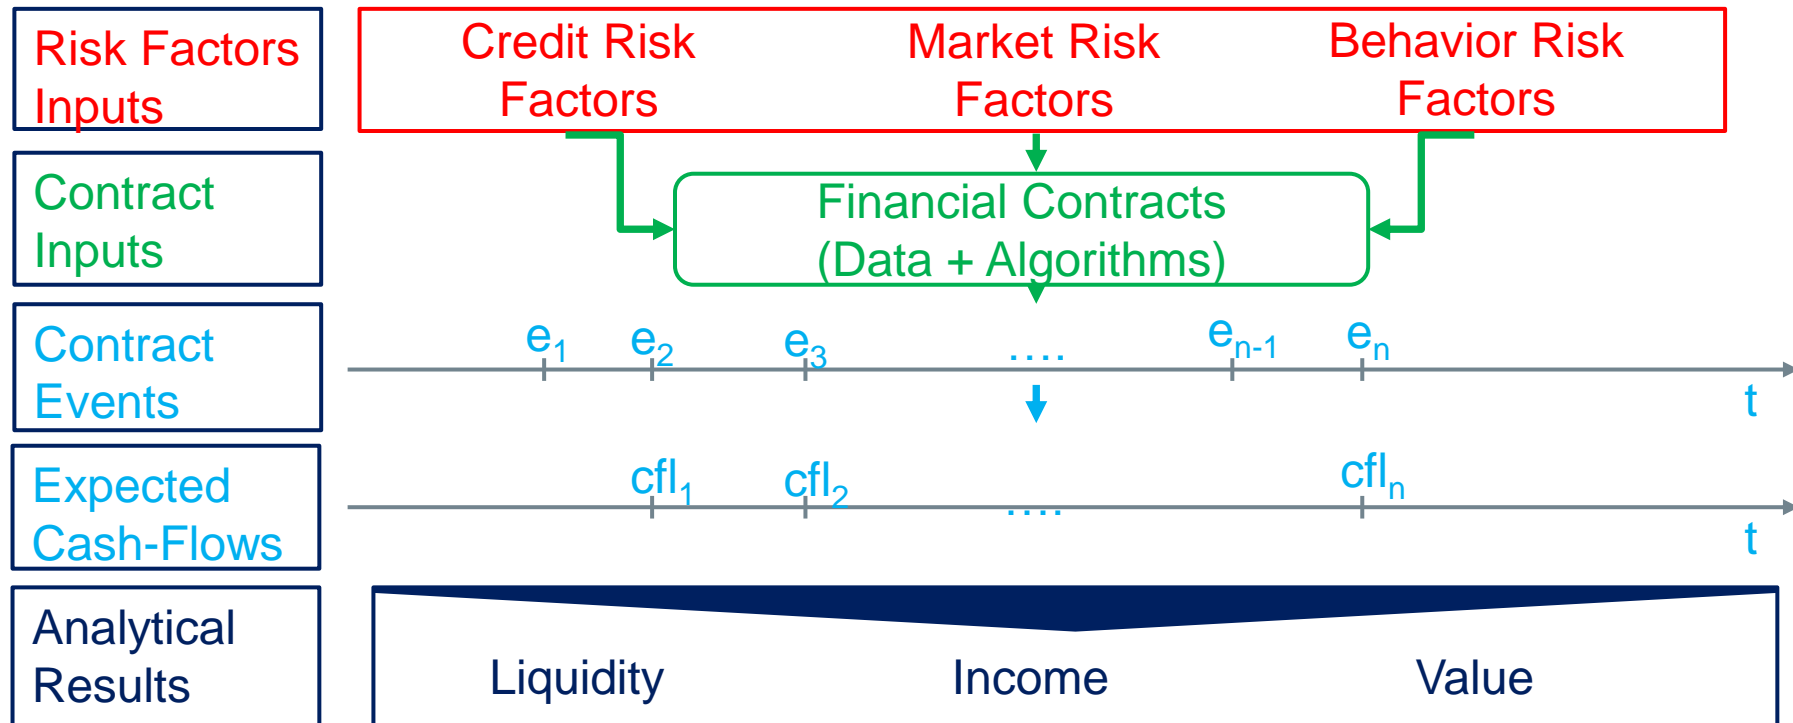 Risk Factors
Inputs
Credit Risk
Factors
Market Risk
Factors
Behavior Risk
Factors
Contract
Inputs
Financial Contracts
(Data + Algorithms)
Contract
Events
e1
e2
e3
....
en-1
en
t
Expected
Cash-Flows
cfl1
cfl2
....
cfln
t
Analytical
Results
Liquidity
Income
Value